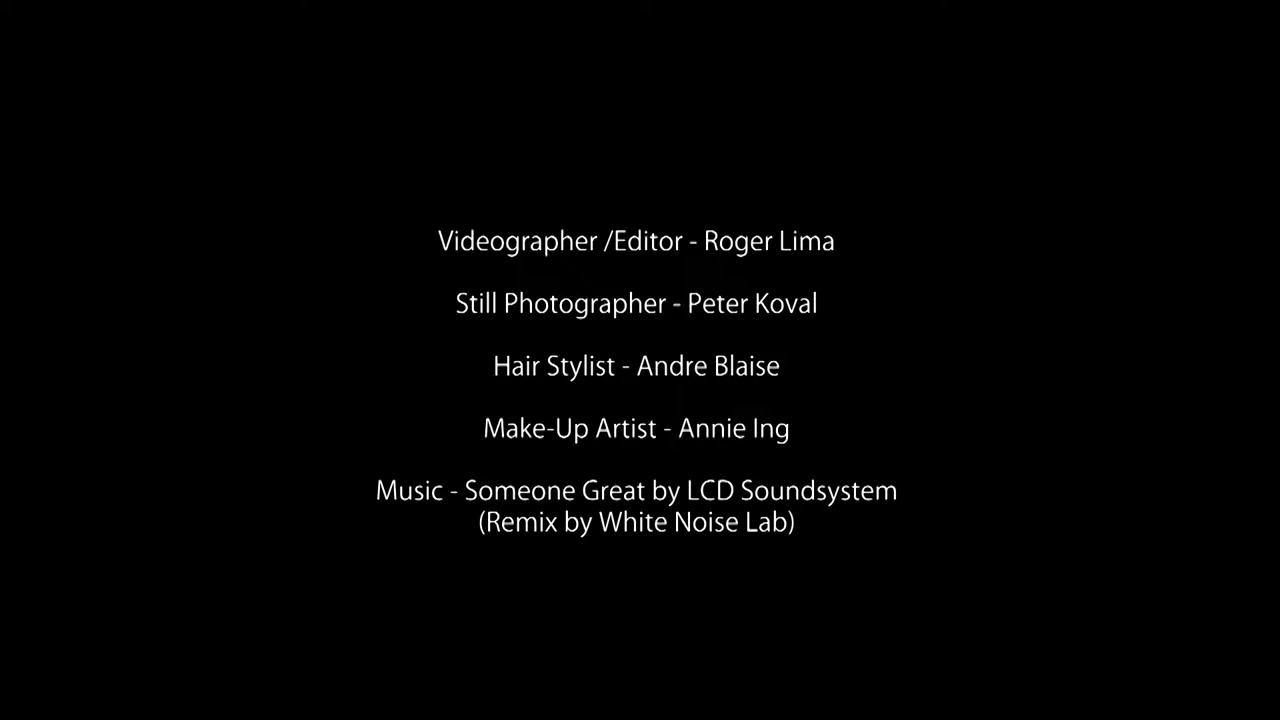 Videographer /Editor - Roger Lima
Still Photographer - Peter Koval
Hair Stylist - Andre Blaise
Make-Up Artist - Annie Ing
Music - Someone Great by LCD Soundsystem
(Remix by White Noise Lab)